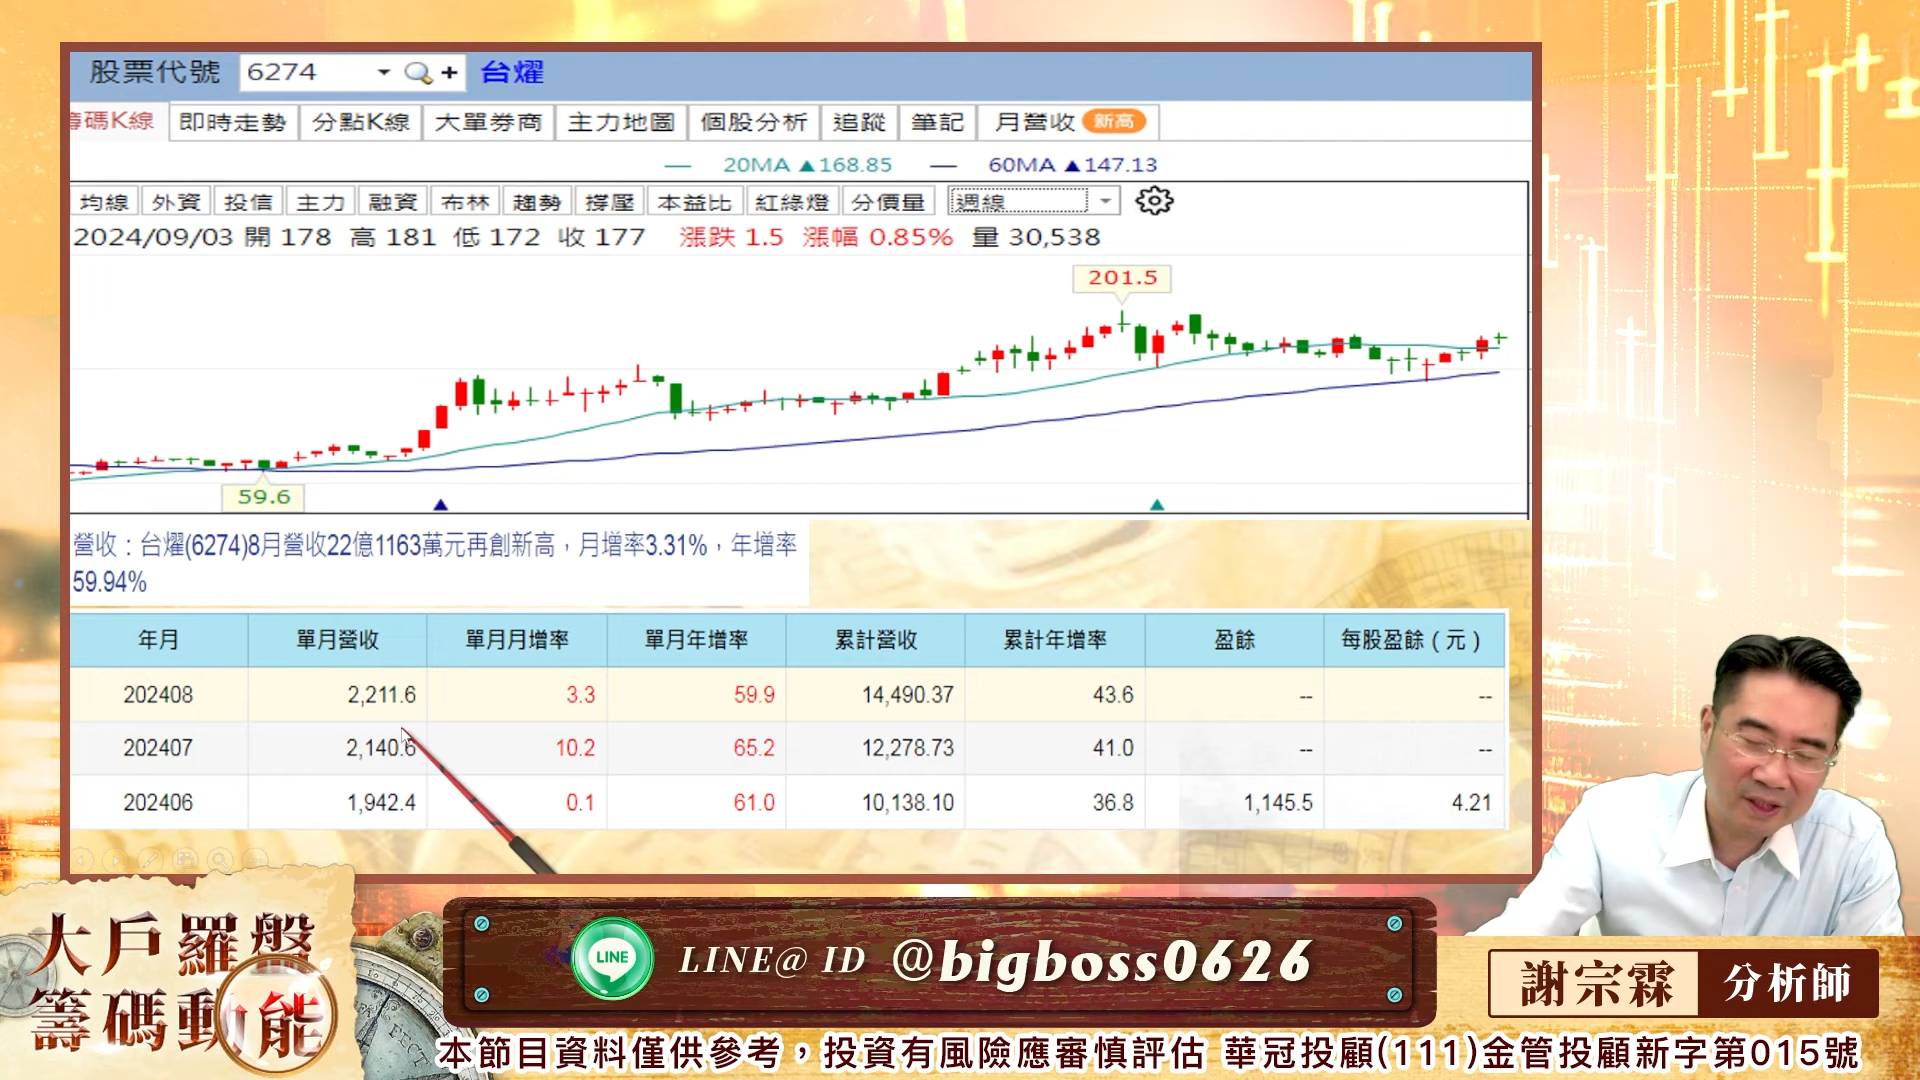 股票代號 6274 台燿
籌碼K線 即時走勢 分點K線 大單券商 主力地圖 個股分析 追蹤 筆記 月營收 新高
20MA ▲168.85 60MA ▲147.13
均線 外資 投信 主力 融資 布林 趨勢 撐壓 本益比 紅綠燈 分價量 週線
2024/09/03 開 178 高 181 低 172 收 177 漲跌 1.5 漲幅 0.85% 量 30,538
201.5
59.6
營收：台燿(6274)8月營收22億1163萬元再創新高，月增率3.31%，年增率
59.94%
年月 單月營收 單月月增率 單月年增率 累計營收 累計年增率 盈餘 每股盈餘（元）
202408 2,211.6 3.3 59.9 14,490.37 43.6 -- --
202407 2,140.6 10.2 65.2 12,278.73 41.0 -- --
202406 1,942.4 0.1 61.0 10,138.10 36.8 1,145.5 4.21
大戶羅盤
籌碼動能
LINE LINE@ ID @bigboss0626
謝宗霖 分析師
本節目資料僅供參考，投資有風險應審慎評估 華冠投顧(111)金管投顧新字第015號